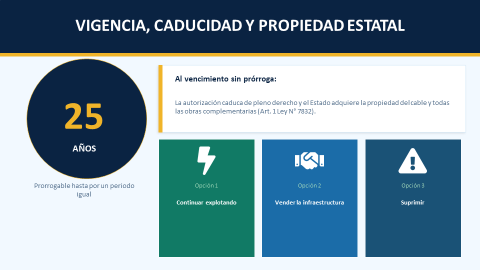 VIGENCIA, CADUCIDAD Y PROPIEDAD ESTATAL
25
AÑOS
Prorrogable hasta por un periodo
igual
Al vencimiento sin prórroga:
La autorización caduca de pleno derecho y el Estado adquiere la propiedad del cable y todas
las obras complementarias (Art. 1 Ley N° 7832).
Opción 1
Continuar explotando
Opción 2
Vender la infraestructura
Opción 3
Suprimir